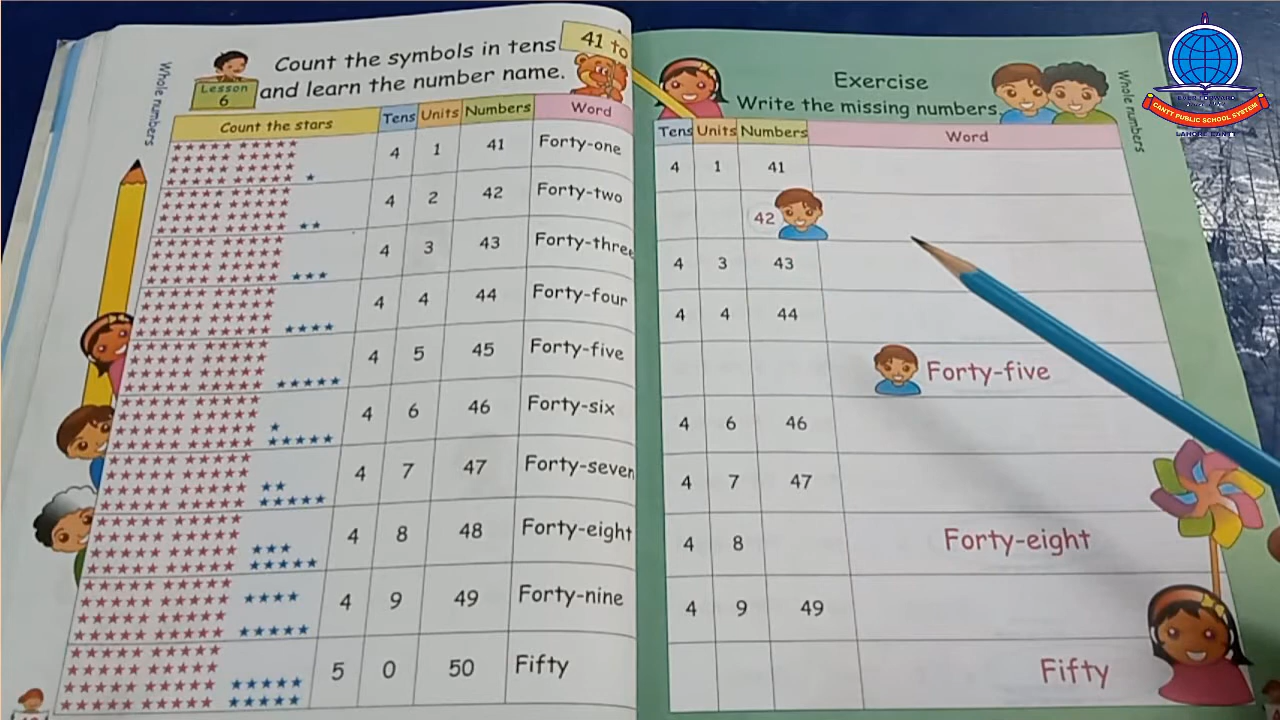 Whole numbers
Lesson 6
Count the symbols in tens
and learn the number name.
41 to
Count the stars Tens Units Numbers Word
4 1 41 Forty-one
4 2 42 Forty-two
4 3 43 Forty-three
4 4 44 Forty-four
4 5 45 Forty-five
4 6 46 Forty-six
4 7 47 Forty-seven
4 8 48 Forty-eight
4 9 49 Forty-nine
5 0 50 Fifty
Exercise
Write the missing numbers.
Whole numbers
Tens Units Numbers Word
4 1 41
42
4 3 43
4 4 44
Forty-five
4 6 46
4 7 47
4 8 Forty-eight
4 9 49
Fifty
CANTT PUBLIC SCHOOL SYSTEM
LAHORE CANTT